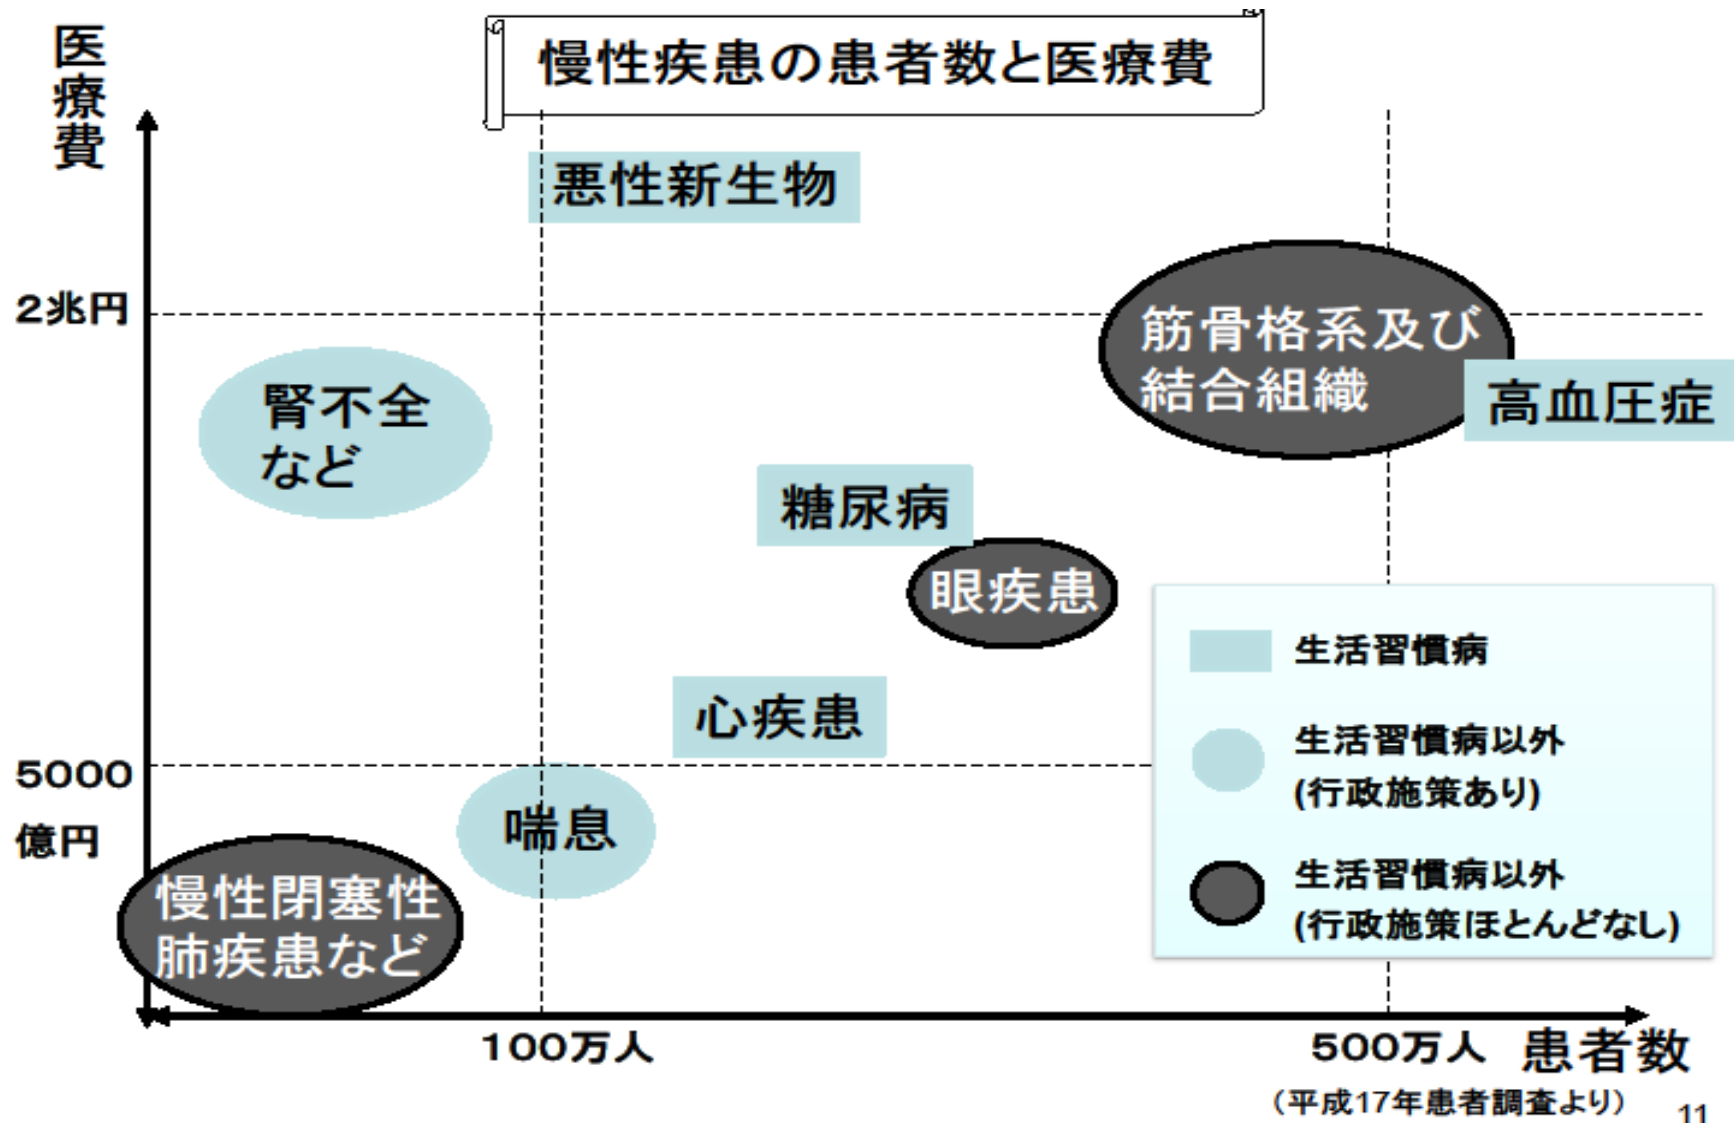 慢性疾患の患者数と医療費
医療費
悪性新生物
2兆円
筋骨格系及び
結合組織
高血圧症
腎不全
など
糖尿病
眼疾患
心疾患
5000
億円
喘息
慢性閉塞性
肺疾患など
生活習慣病
生活習慣病以外
(行政施策あり)
生活習慣病以外
(行政施策ほとんどなし)
100万人
500万人
患者数
(平成17年患者調査より)
11